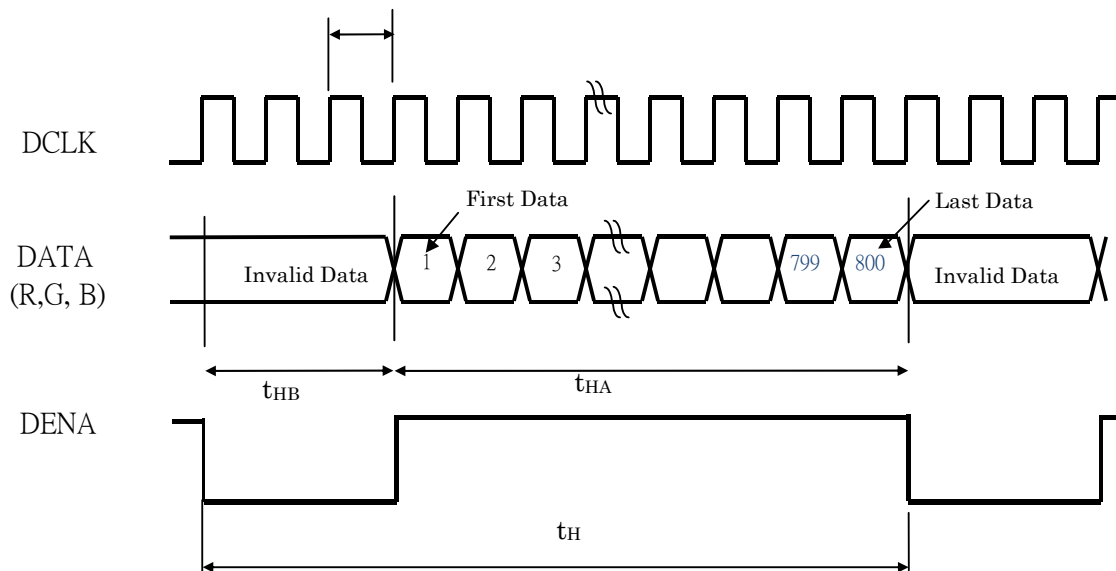 DCLK
First Data
Last Data
DATA
(R,G, B)
Invalid Data
1
2
3
799
800
Invalid Data
tHB
tHA
DENA
tH